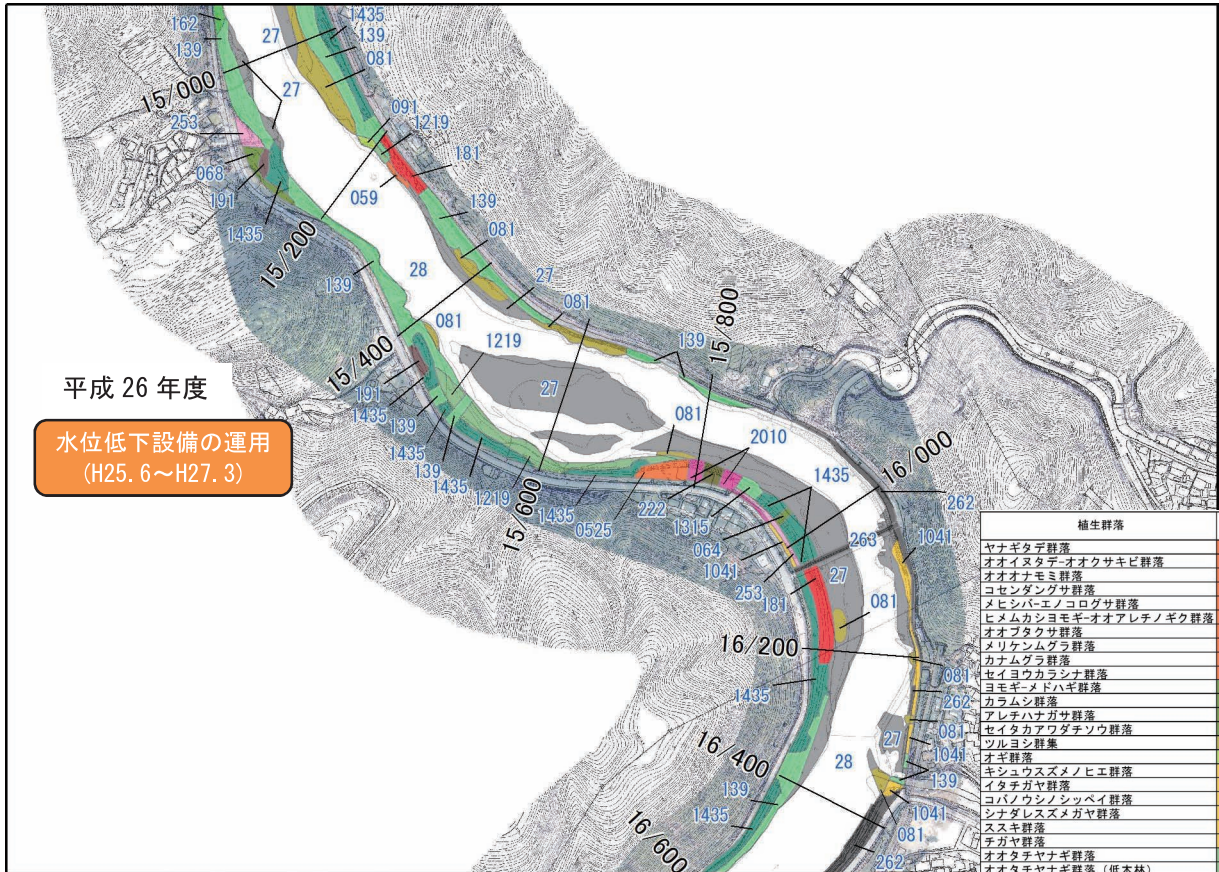 162
139
27
1435
139
081
15/000
27
253
091
1219
181
068
191
059
1435
139
15/200
081
28
27
139
081
081
1219
139
15/800
15/400
27
平成 26 年度
191
1435
081
2010
水位低下設備の運用
(H25.6～H27.3)
139
1435
139
1435
1219
15/600
1435
0525
222
1315
064
1041
253
181
1435
16/000
262
263
1041
27
081
16/200
1435
081
262
081
27
1041
139
16/400
28
139
1435
1041
081
262
16/600
植生群落
ヤナギタデ群落
オオイヌタデ-オオクサキビ群落
オオオナモミ群落
コセンダングサ群落
メヒシバ-エノコログサ群落
ヒメムカシヨモギ-オオアレチノギク群落
オオブタクサ群落
メリケンムグラ群落
カナムグラ群落
セイヨウカラシナ群落
ヨモギ-メドハギ群落
カラムシ群落
アレチハナガサ群落
セイタカアワダチソウ群落
ツルヨシ群集
オギ群落
キシュウスズメノヒエ群落
イタチガヤ群落
コバノウシノシッペイ群落
シナダレスズメガヤ群落
ススキ群落
チガヤ群落
オオタチヤナギ群落
オオタチヤナギ群落（低木林）